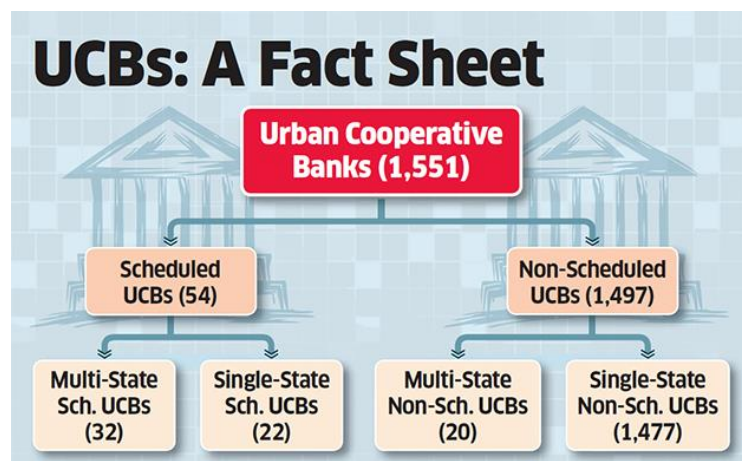 UCBs: A Fact Sheet
Urban Cooperative
Banks (1,551)
Scheduled
UCBs (54)
Non-Scheduled
UCBs (1,497)
Multi-State
Sch. UCBs
(32)
Single-State
Sch. UCBs
(22)
Multi-State
Non-Sch. UCBs
(20)
Single-State
Non-Sch. UCBs
(1,477)